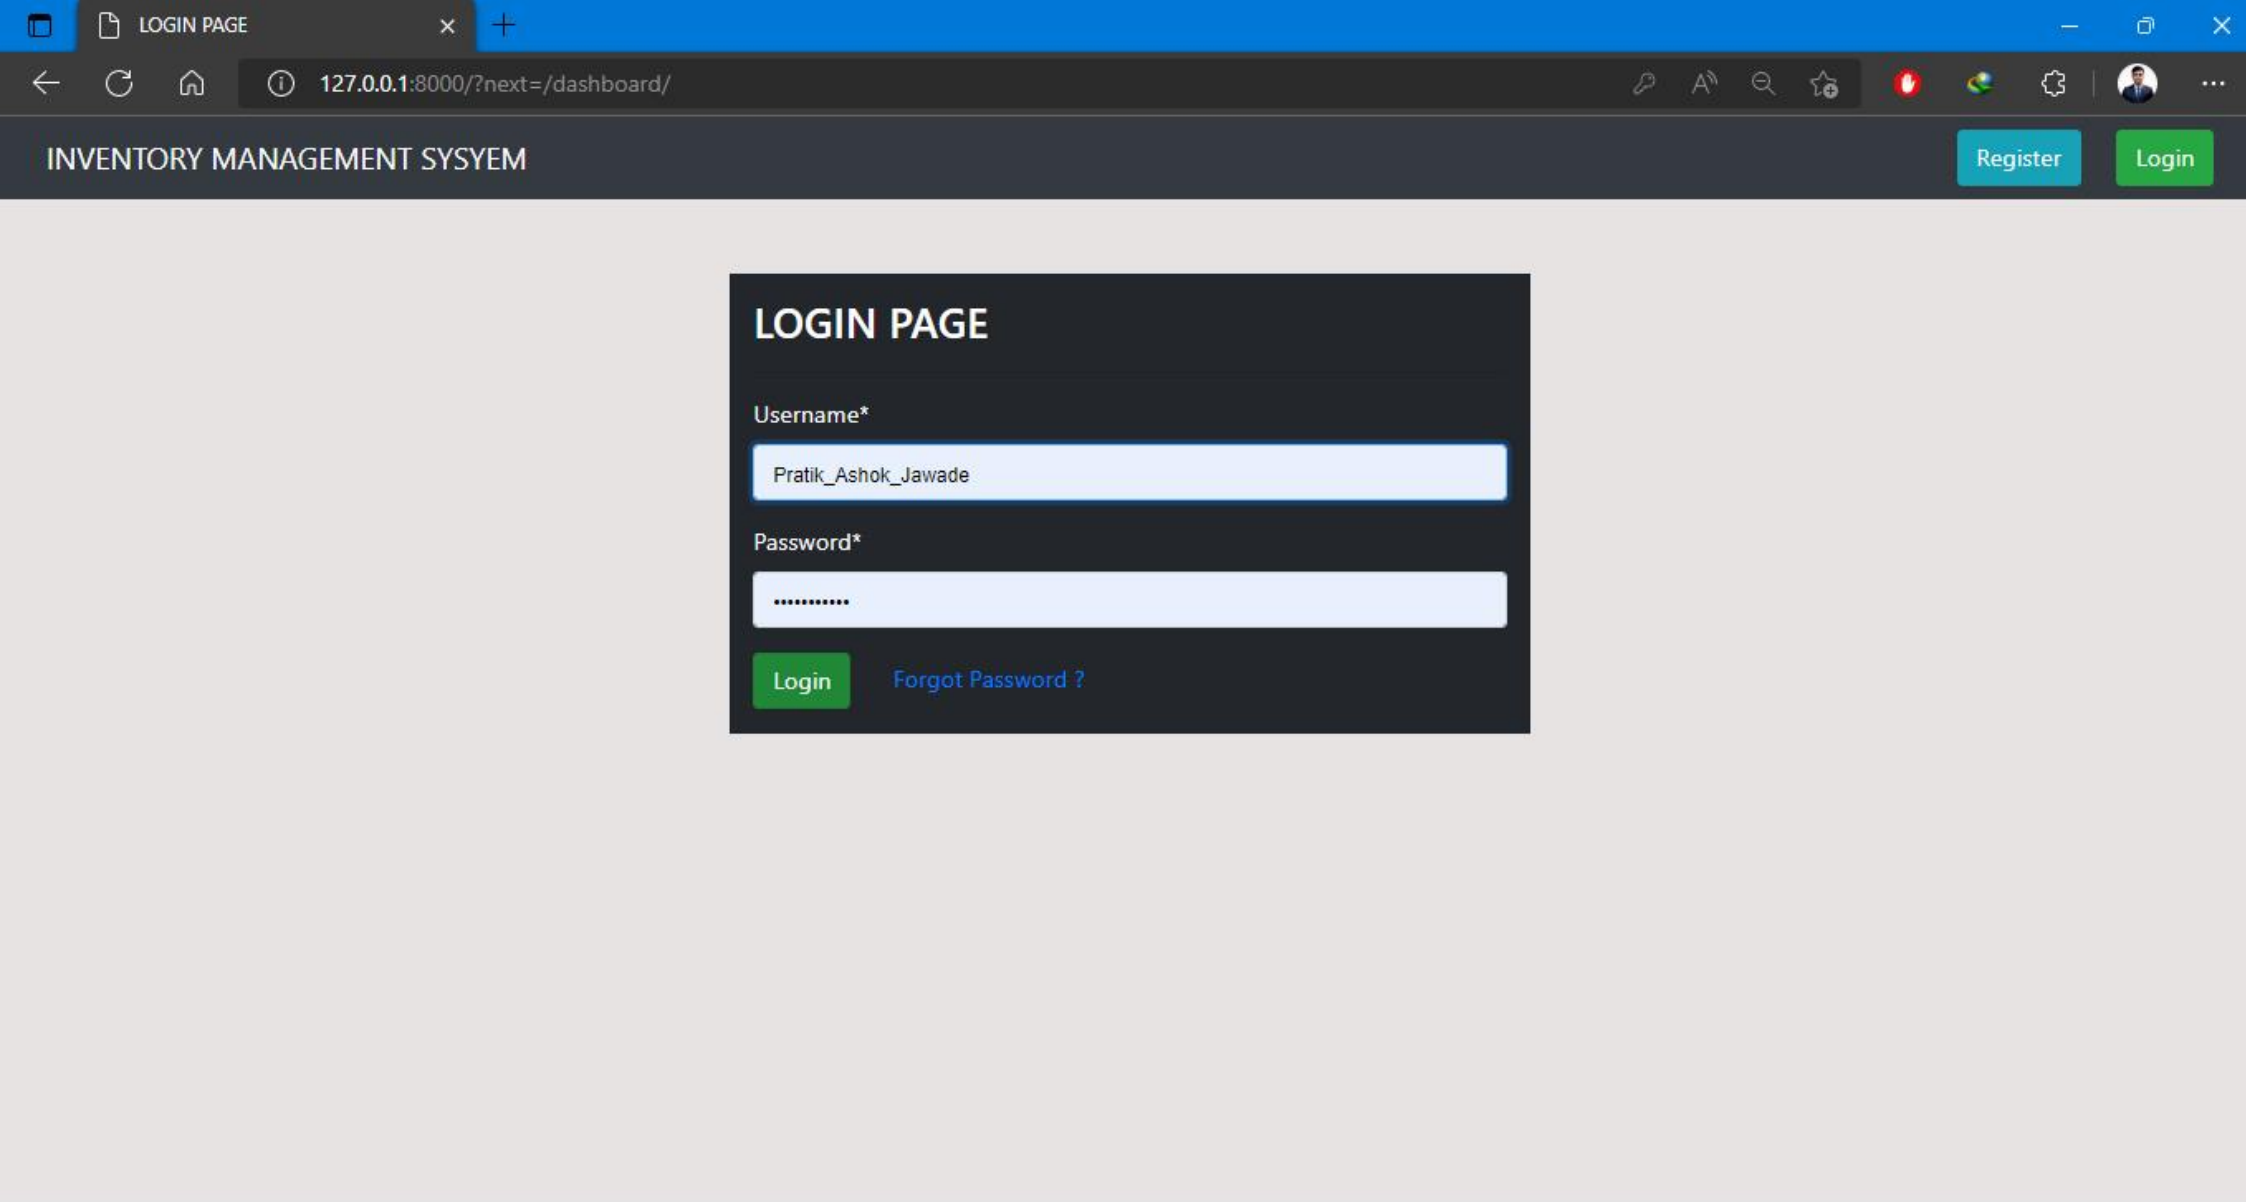 LOGIN PAGE
127.0.0.1:8000/?next=/dashboard/
INVENTORY MANAGEMENT SYSYEM
Register
Login
LOGIN PAGE
Username*
Pratik_Ashok_Jawade
Password*
•••••••••••
Login
Forgot Password ?